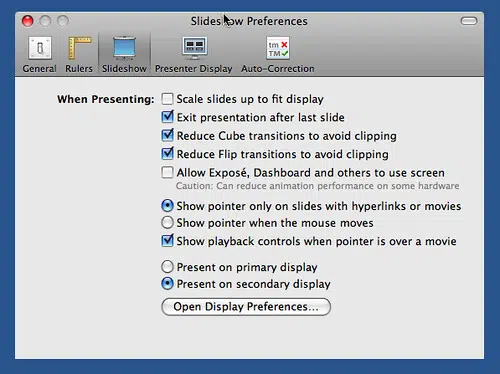 Slideshow Preferences
General Rulers Slideshow Presenter Display Auto-Correction
tm
TM
When Presenting: Scale slides up to fit display
Exit presentation after last slide
Reduce Cube transitions to avoid clipping
Reduce Flip transitions to avoid clipping
Allow Exposé, Dashboard and others to use screen
Caution: Can reduce animation performance on some hardware
Show pointer only on slides with hyperlinks or movies
Show pointer when the mouse moves
Show playback controls when pointer is over a movie
Present on primary display
Present on secondary display
Open Display Preferences...